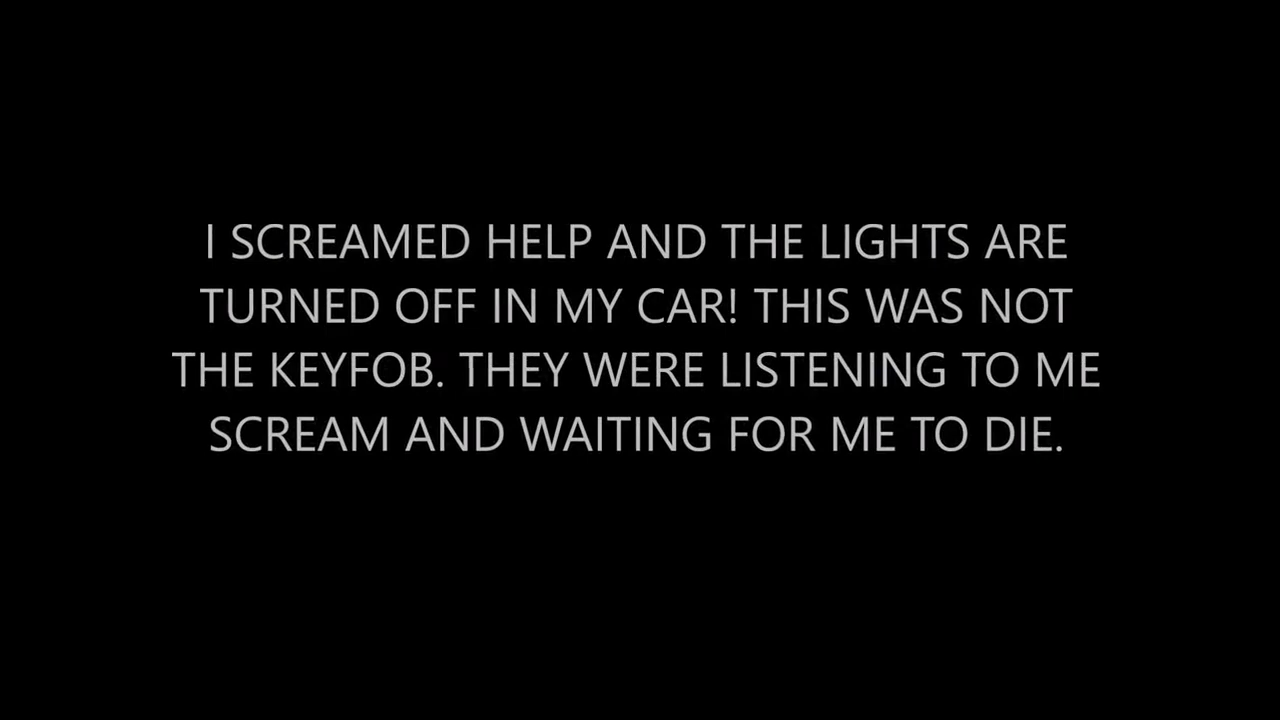 I SCREAMED HELP AND THE LIGHTS ARE
TURNED OFF IN MY CAR! THIS WAS NOT
THE KEYFOB. THEY WERE LISTENING TO ME
SCREAM AND WAITING FOR ME TO DIE.